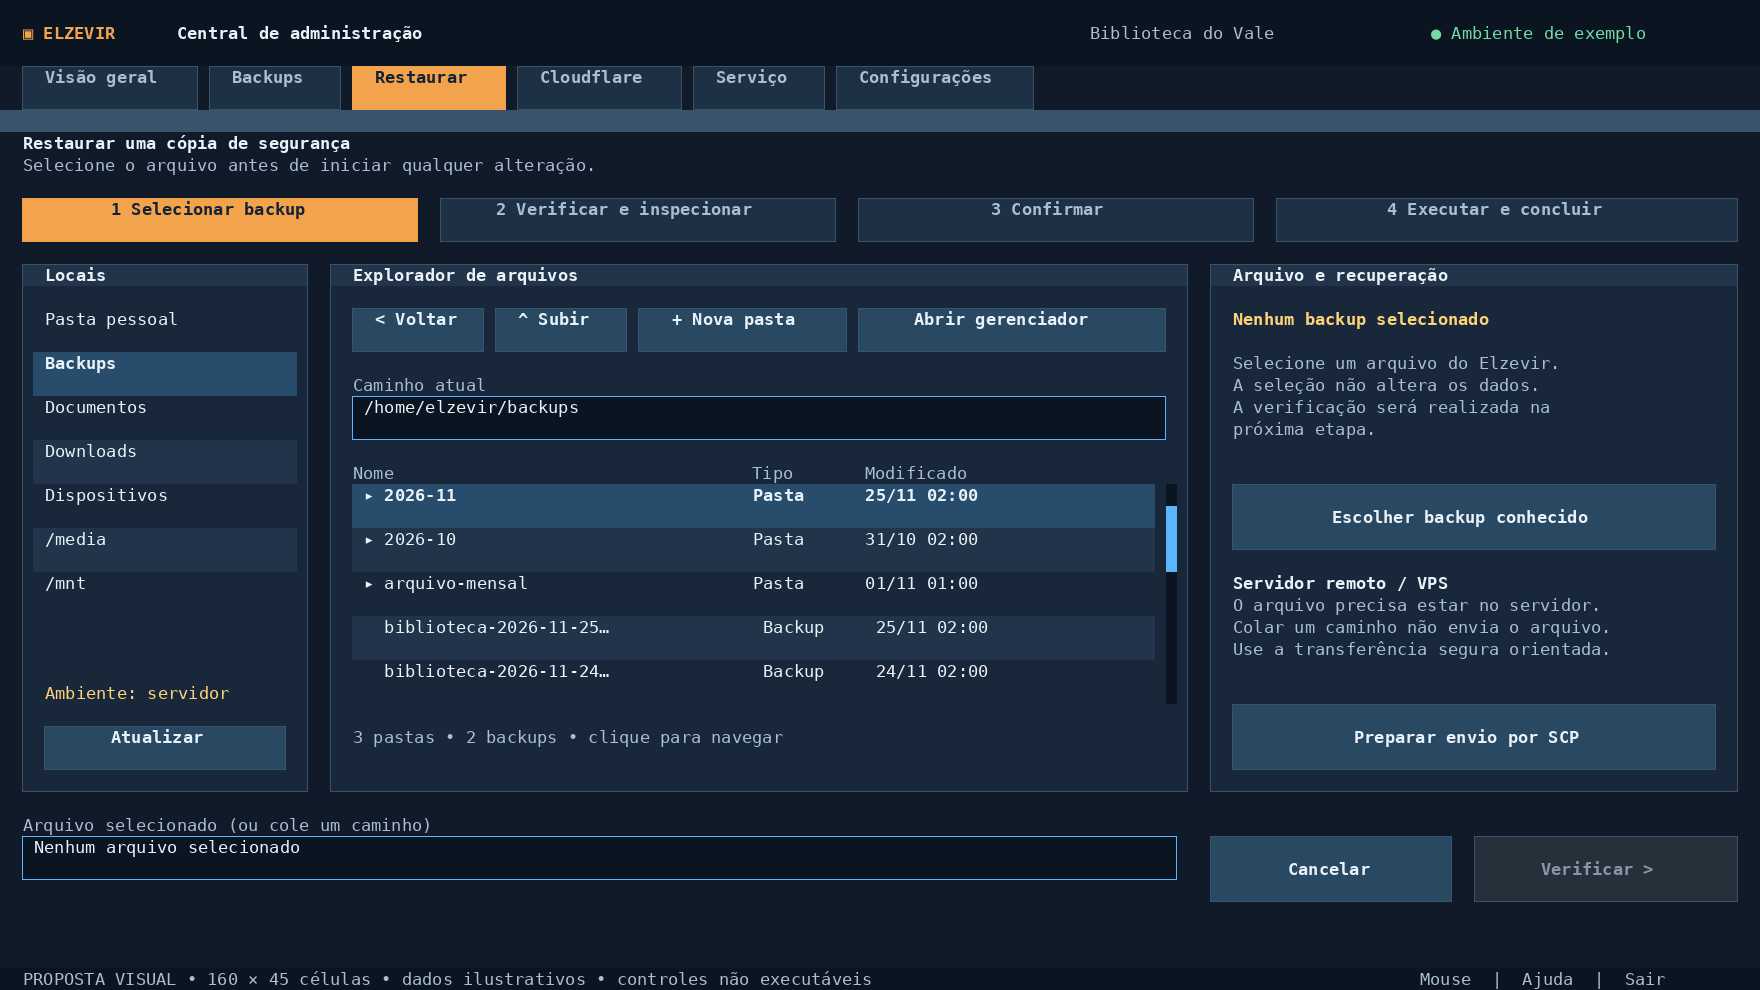 ▣ ELZEVIR Central de administração Biblioteca do Vale ● Ambiente de exemplo
Visão geral Backups Restaurar Cloudflare Serviço Configurações
Restaurar uma cópia de segurança
Selecione o arquivo antes de iniciar qualquer alteração.
1 Selecionar backup 2 Verificar e inspecionar 3 Confirmar 4 Executar e concluir
Locais
Pasta pessoal
Backups
Documentos
Downloads
Dispositivos
/media
/mnt
Ambiente: servidor
Atualizar
Explorador de arquivos
< Voltar ^ Subir + Nova pasta Abrir gerenciador
Caminho atual
/home/elzevir/backups
Nome Tipo Modificado
▸ 2026-11 Pasta 25/11 02:00
▸ 2026-10 Pasta 31/10 02:00
▸ arquivo-mensal Pasta 01/11 01:00
biblioteca-2026-11-25… Backup 25/11 02:00
biblioteca-2026-11-24… Backup 24/11 02:00
3 pastas • 2 backups • clique para navegar
Arquivo e recuperação
Nenhum backup selecionado
Selecione um arquivo do Elzevir.
A seleção não altera os dados.
A verificação será realizada na
próxima etapa.
Escolher backup conhecido
Servidor remoto / VPS
O arquivo precisa estar no servidor.
Colar um caminho não envia o arquivo.
Use a transferência segura orientada.
Preparar envio por SCP
Arquivo selecionado (ou cole um caminho)
Nenhum arquivo selecionado
Cancelar Verificar >
PROPOSTA VISUAL • 160 × 45 células • dados ilustrativos • controles não executáveis Mouse | Ajuda | Sair